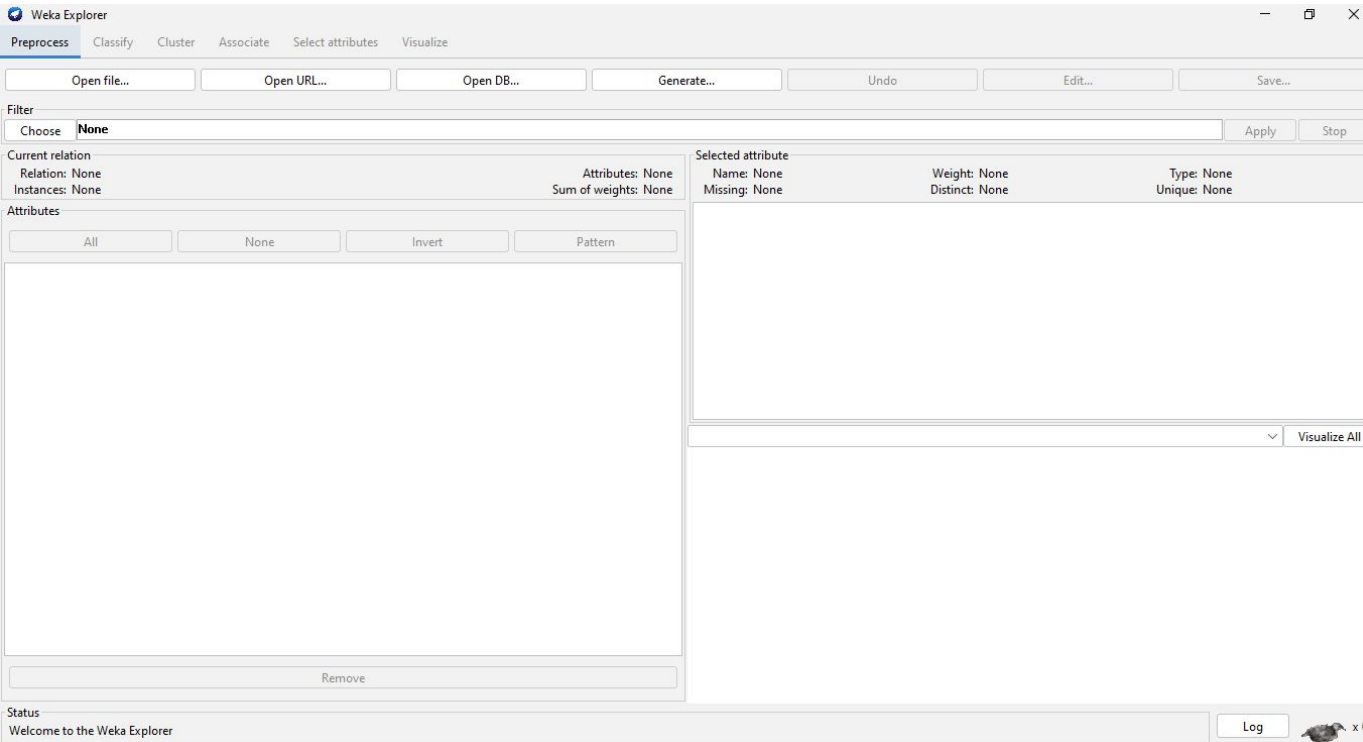 Weka Explorer
Preprocess Classify Cluster Associate Select attributes Visualize
Open file... Open URL... Open DB... Generate... Undo Edit... Save...
Filter
Choose None Apply Stop
Current relation
Relation: None Attributes: None
Instances: None Sum of weights: None
Selected attribute
Name: None Weight: None Type: None
Missing: None Distinct: None Unique: None
Attributes
All None Invert Pattern
Visualize All
Remove
Status
Welcome to the Weka Explorer
Log x